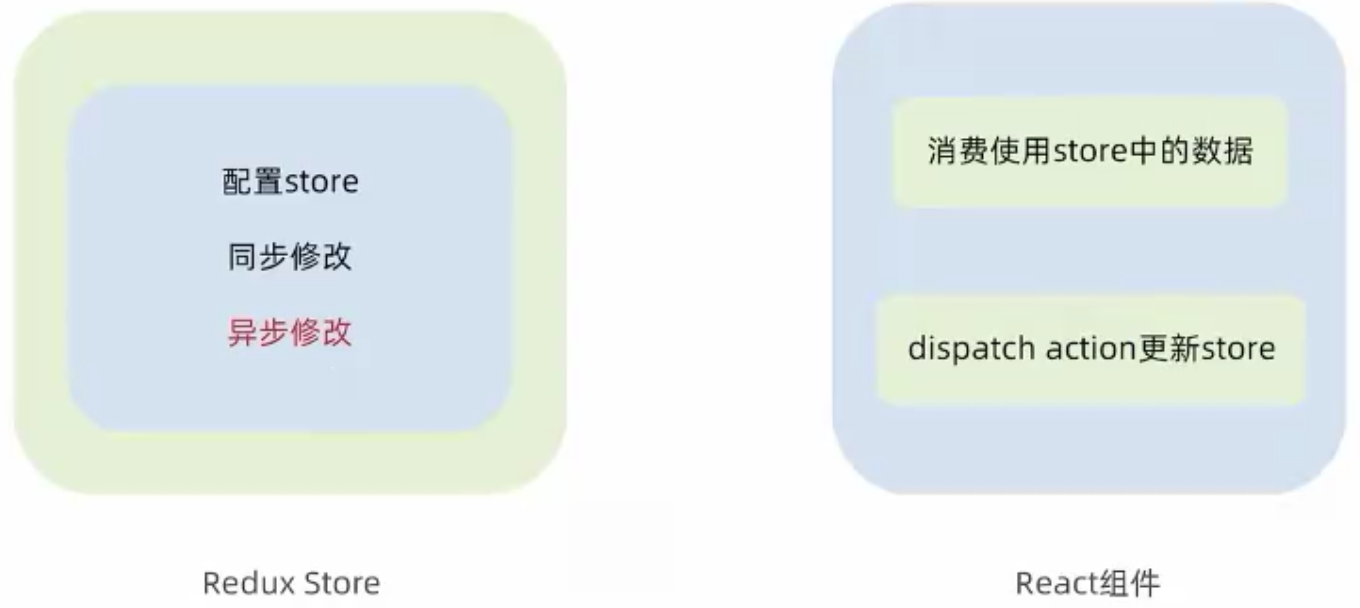 配置store
同步修改
异步修改
Redux Store
消费使用store中的数据
dispatch action更新store
React组件